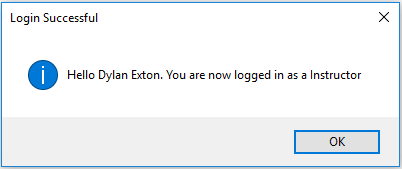 Login Successful
Hello Dylan Exton. You are now logged in as a Instructor
OK